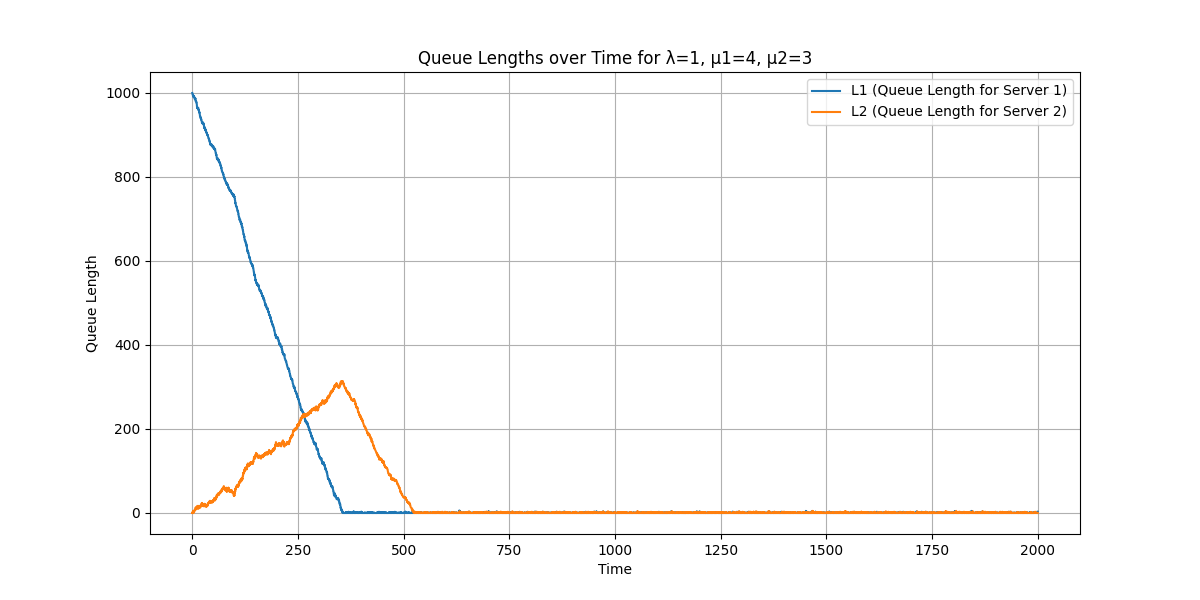 Queue Lengths over Time for λ=1, μ1=4, μ2=3
L1 (Queue Length for Server 1)
L2 (Queue Length for Server 2)
Queue Length
1000
800
600
400
200
0
0 250 500 750 1000 1250 1500 1750 2000
Time